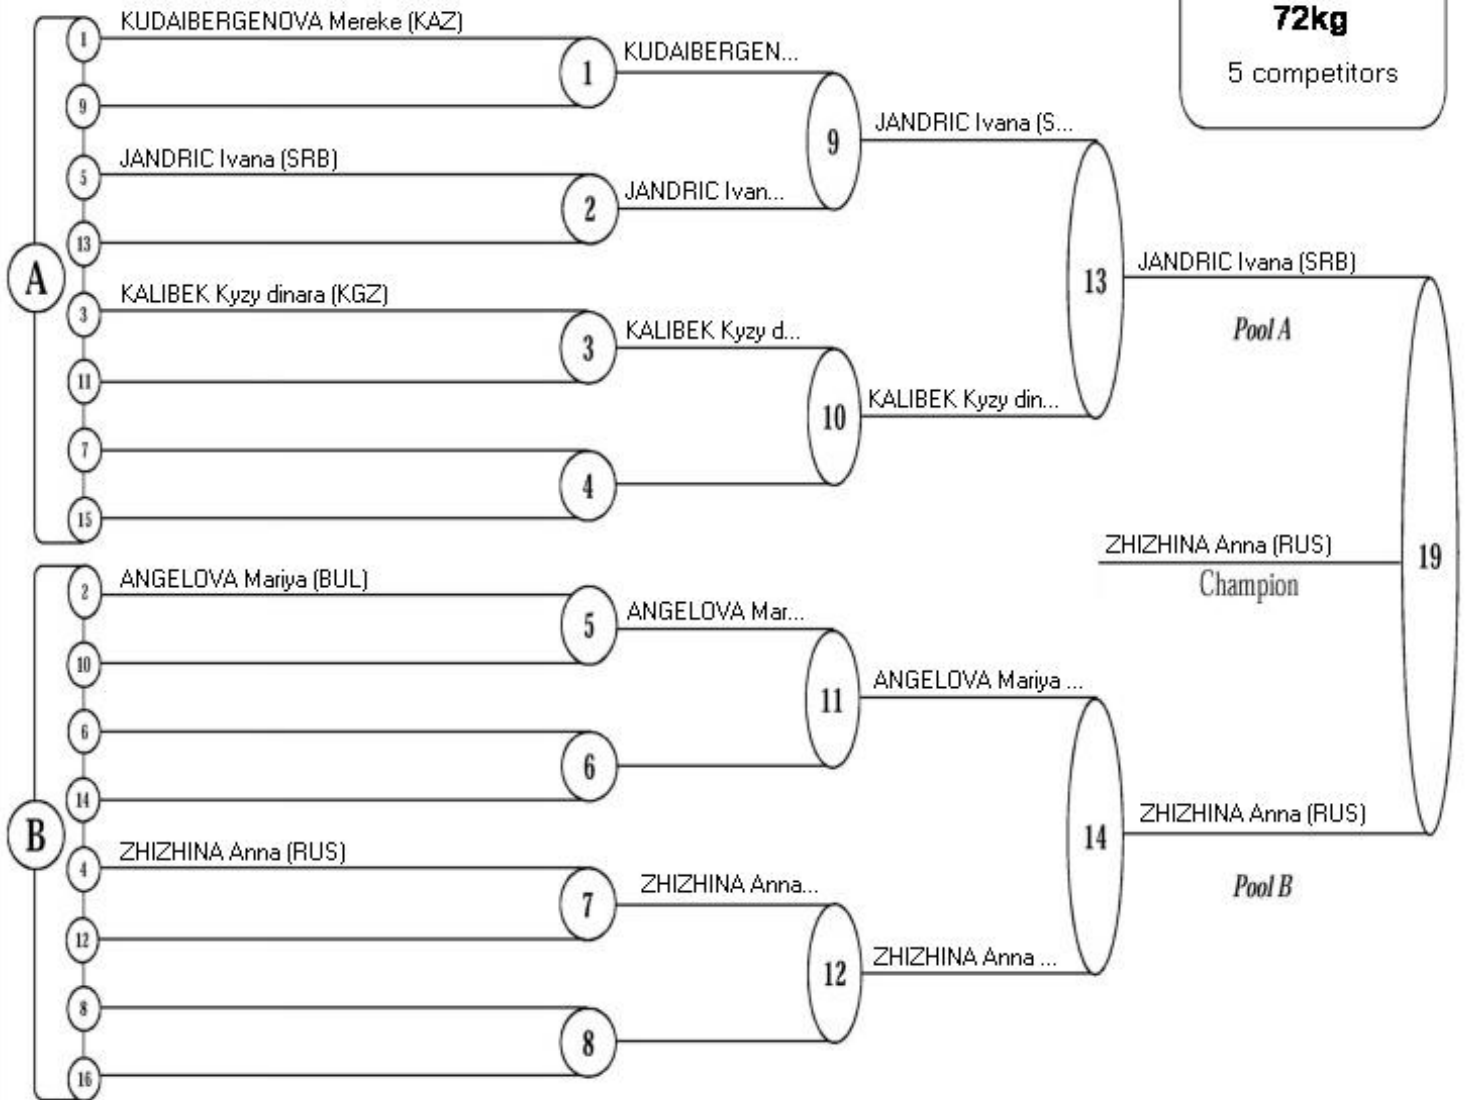 72kg
5 competitors
A
1
KUDAIBERGENOVA Mereke (KAZ)
9
1
KUDAIBERGEN...
5
JANDRIC Ivana (SRB)
13
2
JANDRIC Ivan...
9
JANDRIC Ivana (S...
3
KALIBEK Kyzy dinara (KGZ)
11
3
KALIBEK Kyzy d...
7
15
4
10
KALIBEK Kyzy din...
13
JANDRIC Ivana (SRB)
Pool A
B
2
ANGELOVA Mariya (BUL)
10
5
ANGELOVA Mar...
6
14
6
11
ANGELOVA Mariya ...
4
ZHIZHINA Anna (RUS)
12
7
ZHIZHINA Anna...
8
16
8
12
ZHIZHINA Anna ...
14
ZHIZHINA Anna (RUS)
Pool B
19
ZHIZHINA Anna (RUS)
Champion